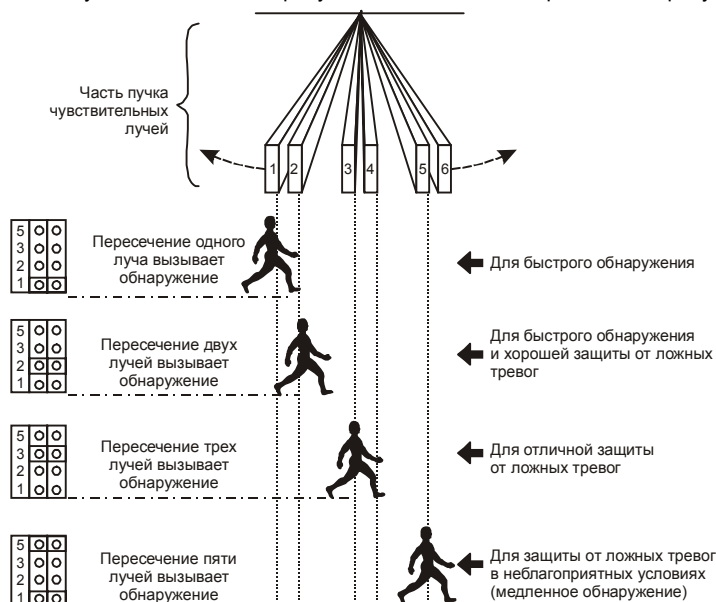 Часть пучка
чувствительных
лучей
1 2 3 4 5 6
5
3
2
1
Пересечение одного
луча вызывает
обнаружение
Для быстрого обнаружения
5
3
2
1
Пересечение двух
лучей вызывает
обнаружение
Для быстрого обнаружения
и хорошей защиты от ложных
тревог
5
3
2
1
Пересечение трех
лучей вызывает
обнаружение
Для отличной защиты
от ложных тревог
5
3
2
1
Пересечение пяти
лучей вызывает
обнаружение
Для защиты от ложных тревог
в неблагоприятных условиях
(медленное обнаружение)